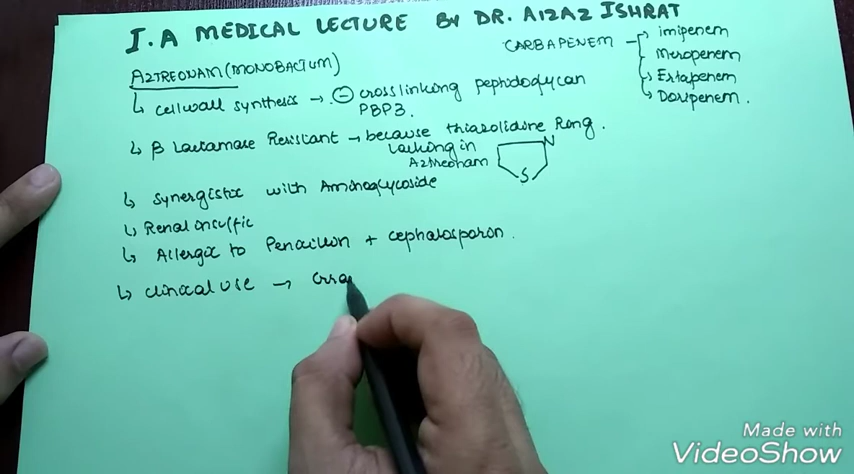 I.A MEDICAL LECTURE BY DR. AIZAZ ISHRAT
AZTREONAM (MONOBACTUM)
↳ cellwall synthesis → ⊖ crosslinking pephidoglycan
PBP3.
↳ β Lactamase Resistant → because thiazolidine Ring.
Lacking in
Aztreonam
N
S
↳ Synergistic with Aminoglycoside
↳ Renal insuffic
↳ Allergic to Penicillin + cephalosporon.
↳ clinical use →
CARBAPENEM
imipenem
Meropenem
Ertapenem
Doripenem.
Made with
VideoShow